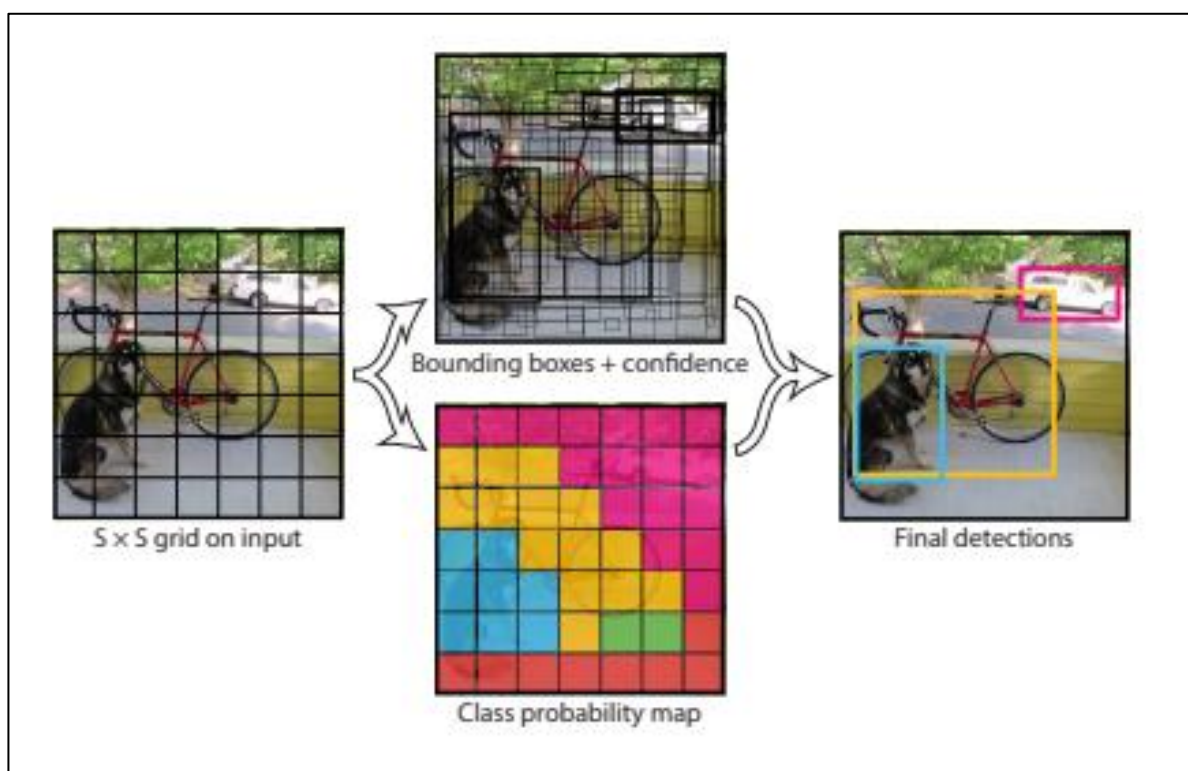 Bounding boxes + confidence
S × S grid on input
Final detections
Class probability map